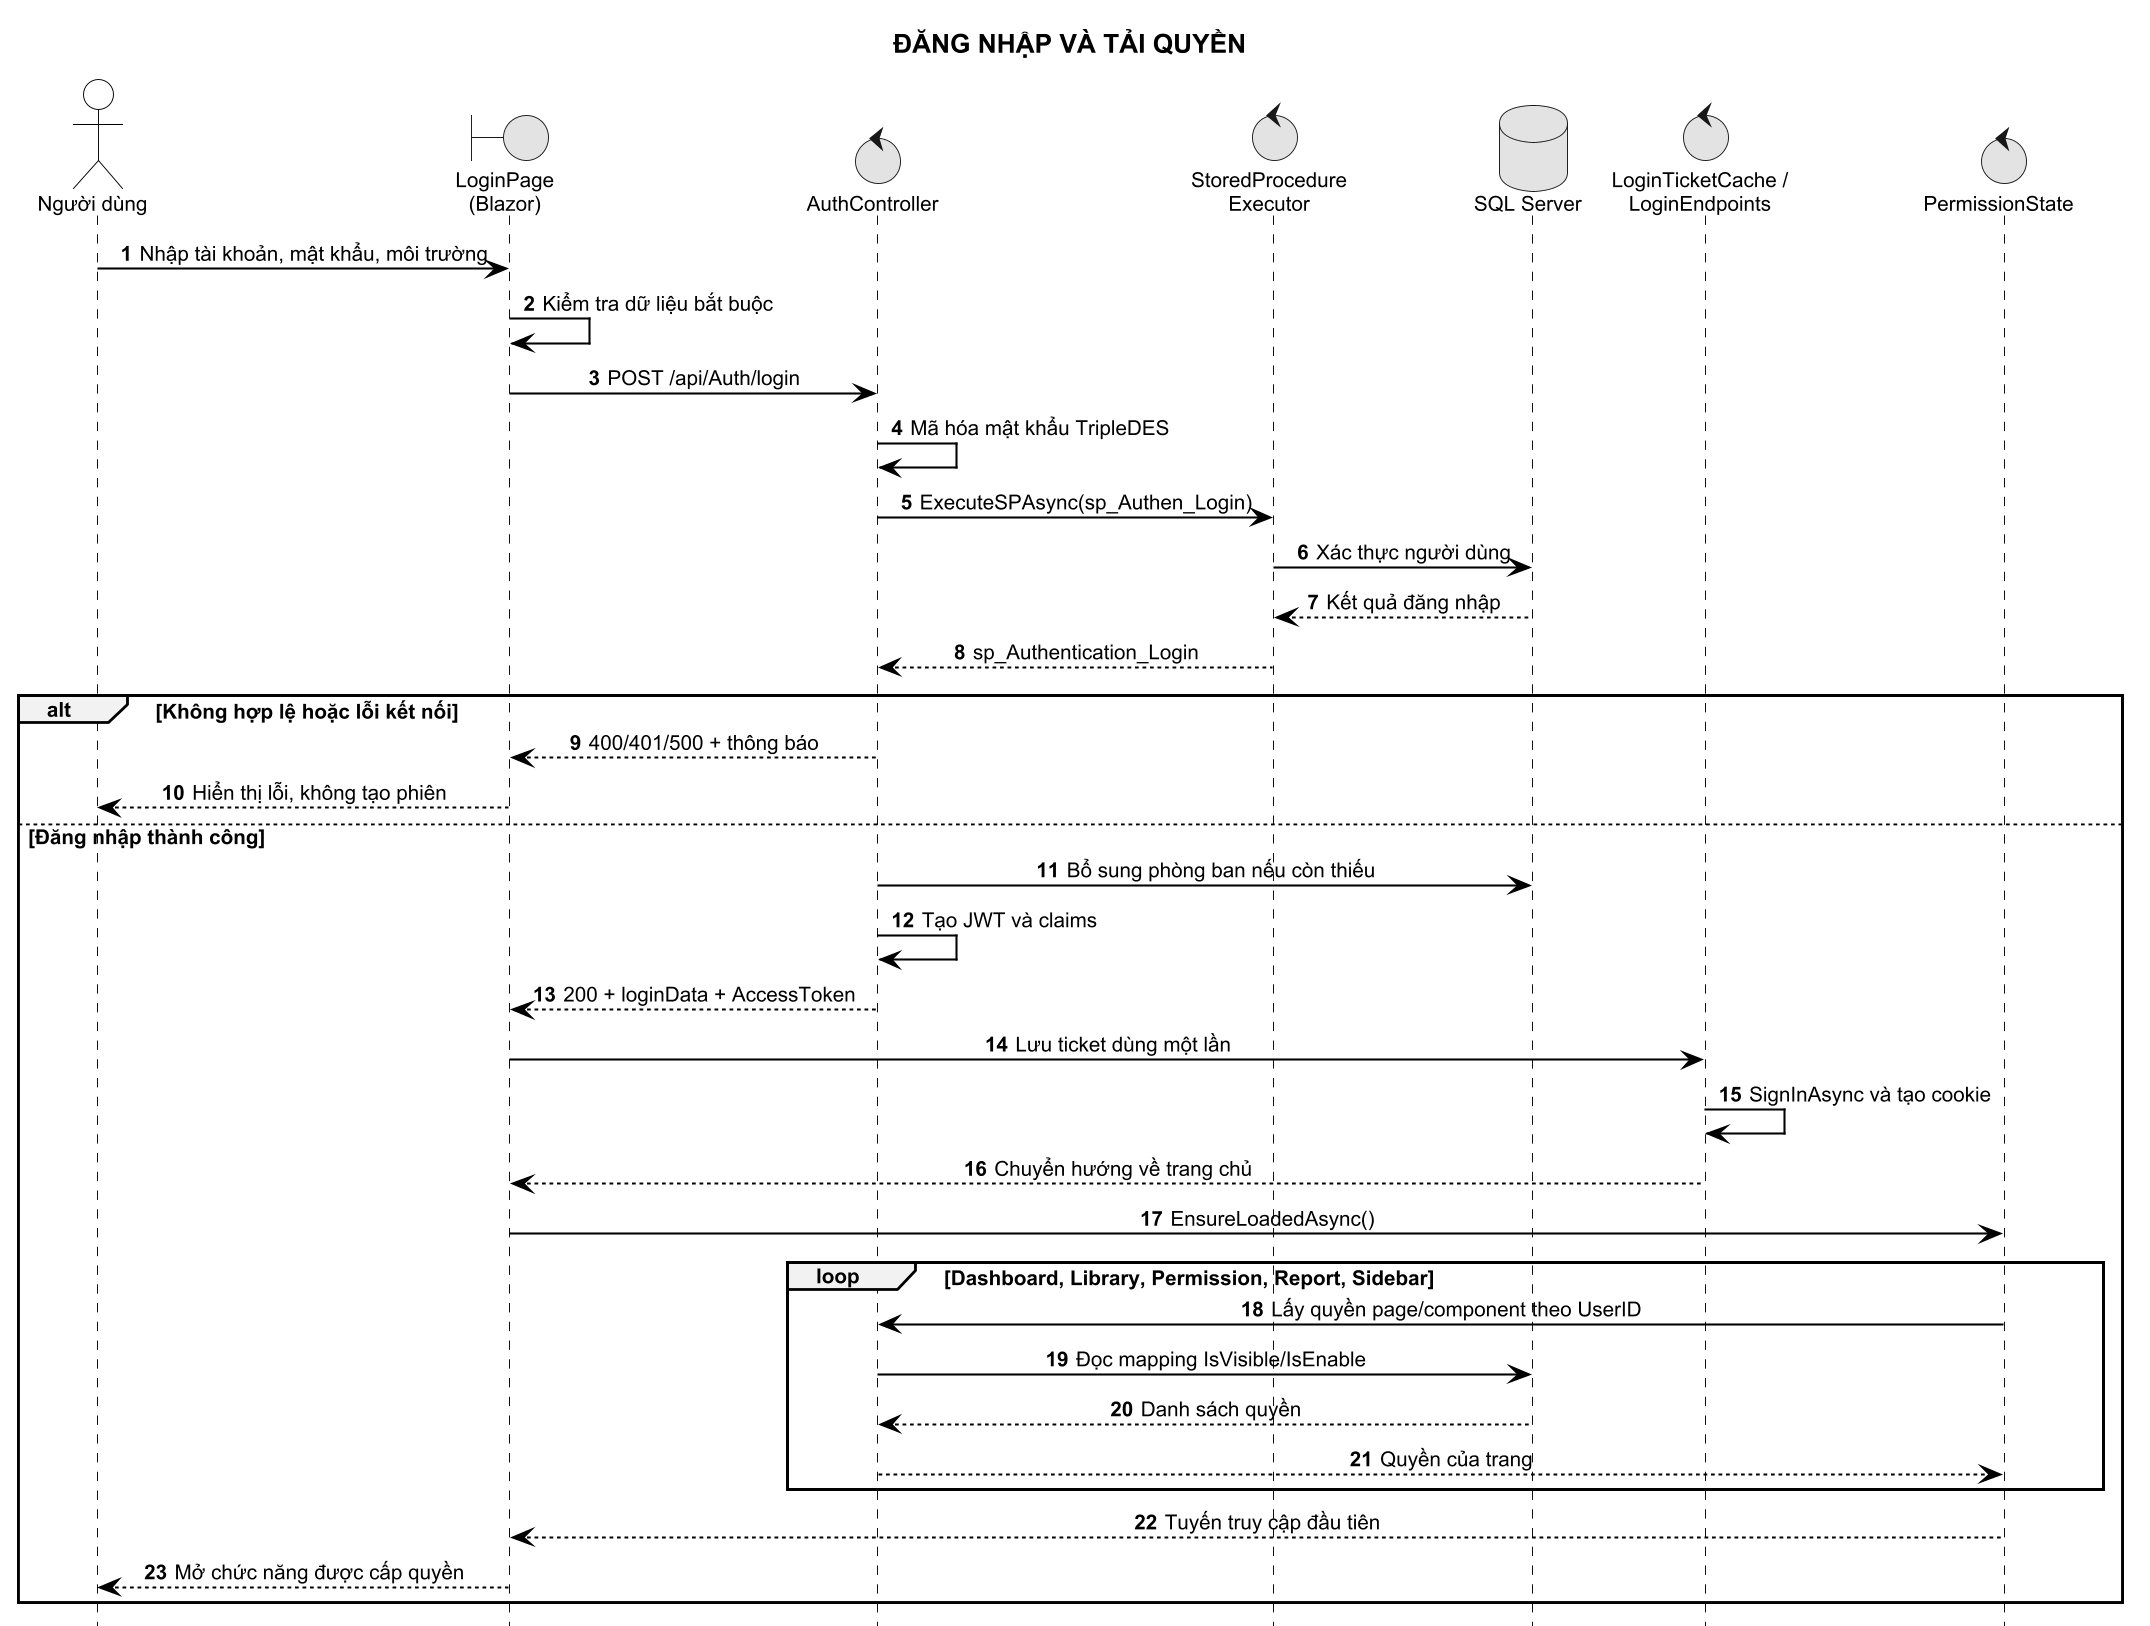 ĐĂNG NHẬP VÀ TẢI QUYỀN
Người dùng
LoginPage
(Blazor)
AuthController
StoredProcedure
Executor
SQL Server
LoginTicketCache /
LoginEndpoints
PermissionState
1 Nhập tài khoản, mật khẩu, môi trường
2 Kiểm tra dữ liệu bắt buộc
3 POST /api/Auth/login
4 Mã hóa mật khẩu TripleDES
5 ExecuteSPAsync(sp_Authen_Login)
6 Xác thực người dùng
7 Kết quả đăng nhập
8 sp_Authentication_Login
alt [Không hợp lệ hoặc lỗi kết nối]
9 400/401/500 + thông báo
10 Hiển thị lỗi, không tạo phiên
[Đăng nhập thành công]
11 Bổ sung phòng ban nếu còn thiếu
12 Tạo JWT và claims
13 200 + loginData + AccessToken
14 Lưu ticket dùng một lần
15 SignInAsync và tạo cookie
16 Chuyển hướng về trang chủ
17 EnsureLoadedAsync()
loop [Dashboard, Library, Permission, Report, Sidebar]
18 Lấy quyền page/component theo UserID
19 Đọc mapping IsVisible/IsEnable
20 Danh sách quyền
21 Quyền của trang
22 Tuyến truy cập đầu tiên
23 Mở chức năng được cấp quyền